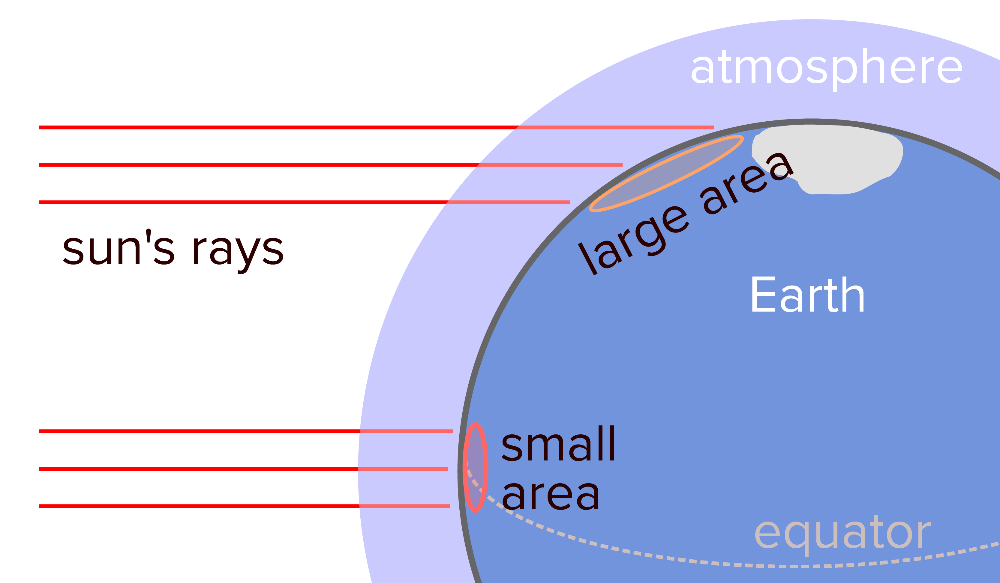 atmosphere
large area
sun's rays
Earth
small
area
equator